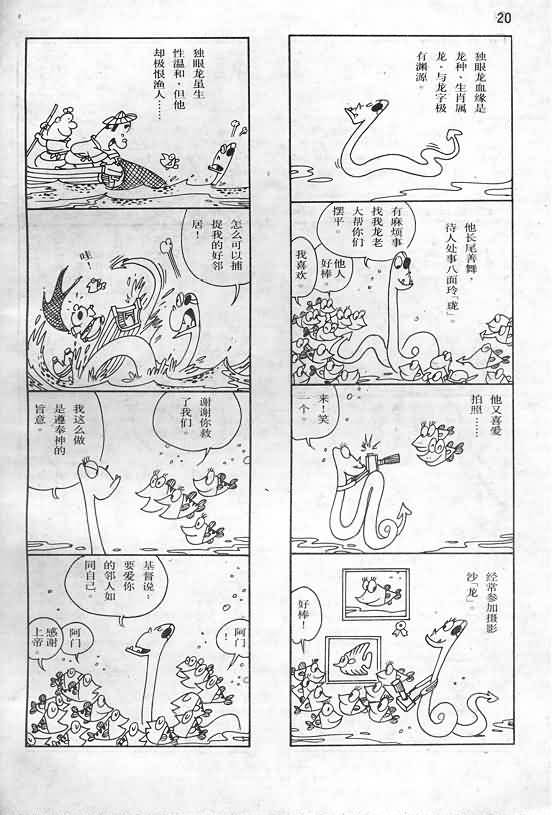 20
独眼龙血缘是
龙种，生肖属
龙，与龙字极
有渊源。
他长尾善舞，
待人处事八面玲「珑」。
有麻烦事
找我龙老
大帮你们
摆平。
他人
好棒。
我喜欢。
他又喜爱
拍照……
来！笑
一个。
经常参加摄影
沙「龙」。
好棒！
独眼龙虽生
性温和，但他
却极恨渔人……
怎么可以捕
捉我的好邻
居！
哇！
谢谢你救
了我们。
我这么做
是遵奉神的
旨意。
基督说：
要爱你
的邻人如
同自己。
阿门！
阿门
感谢
上帝。